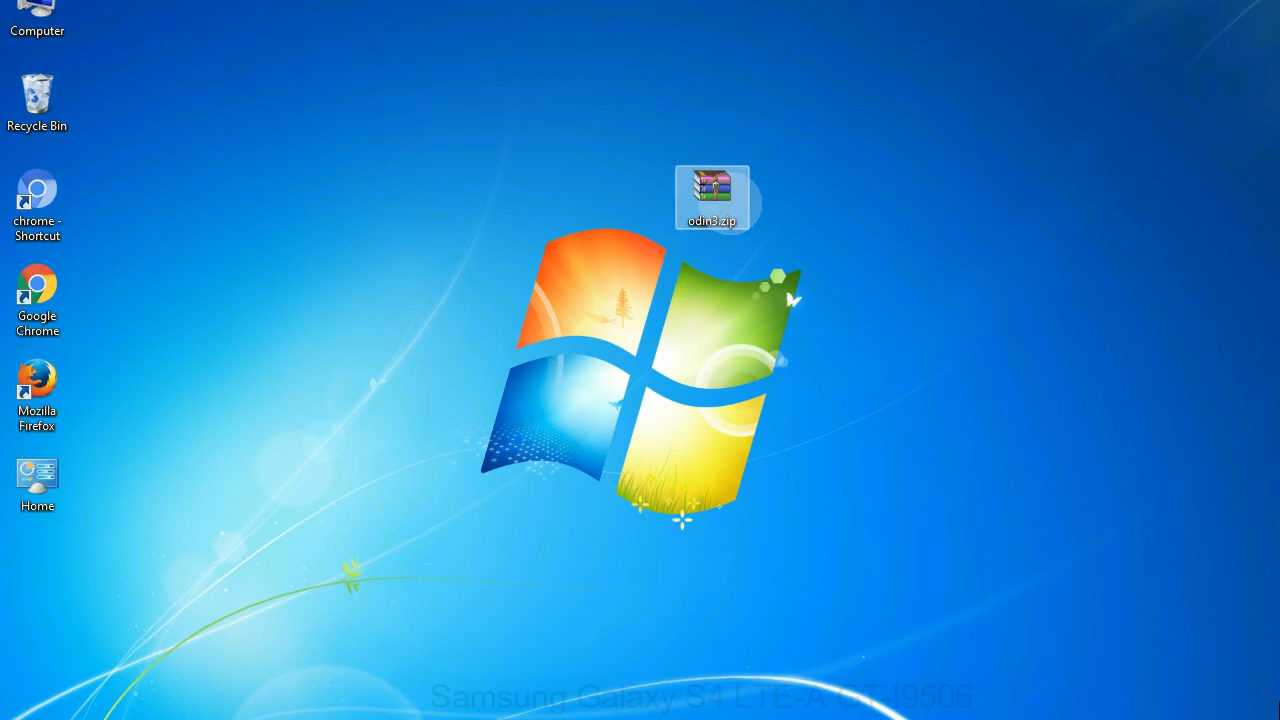 Computer
Recycle Bin
chrome -
Shortcut
Google
Chrome
Mozilla
Firefox
Home
odin3.zip
Samsung Galaxy S4 LTE-A GT-I9506